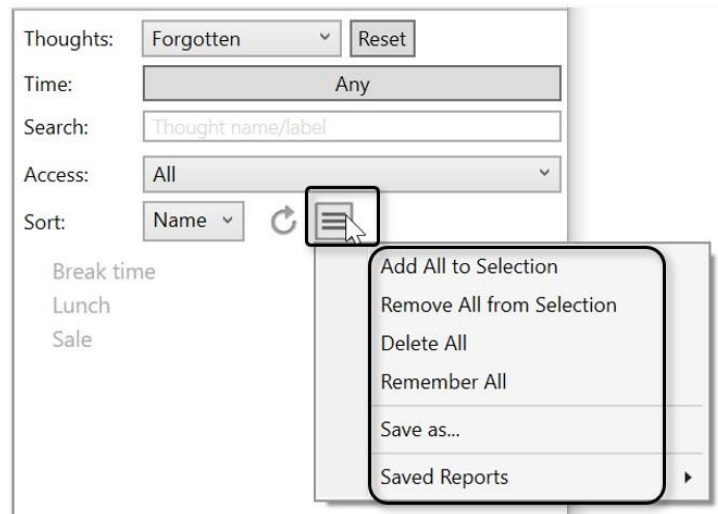 Thoughts: Forgotten Reset
Time: Any
Search: Thought name/label
Access: All
Sort: Name
Break time
Lunch
Sale
Add All to Selection
Remove All from Selection
Delete All
Remember All
Save as...
Saved Reports